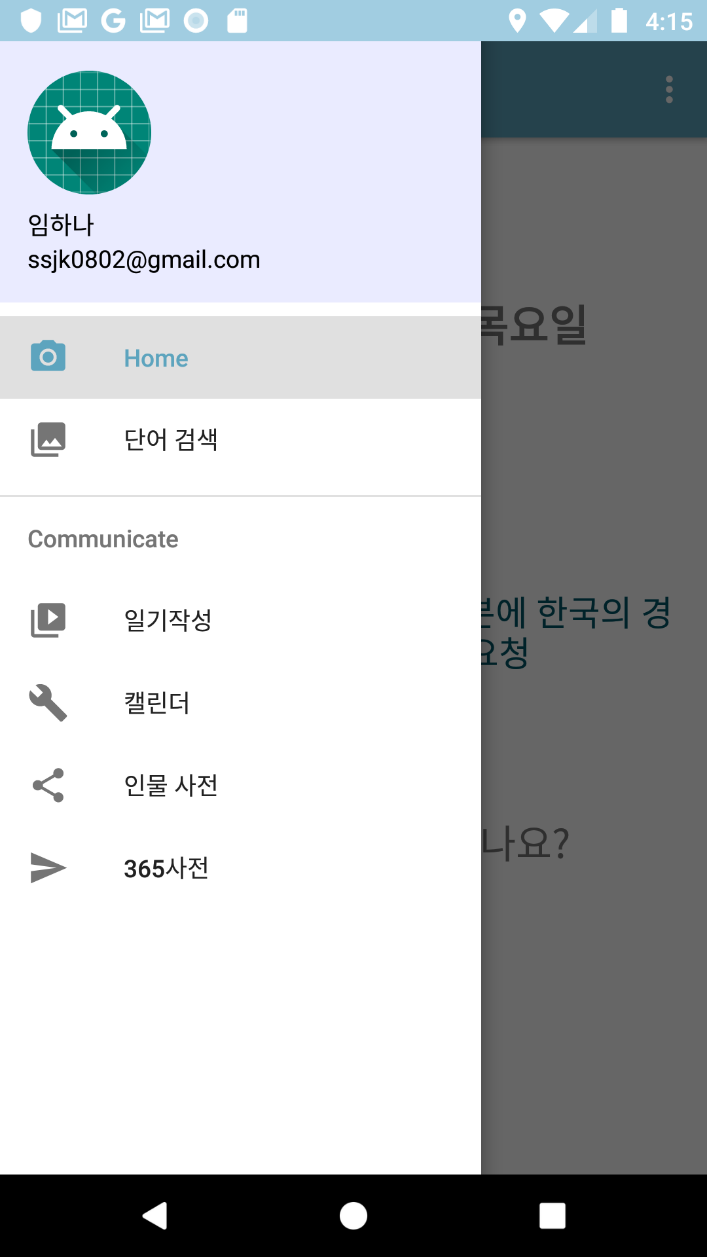 4:15
임하나
ssjk0802@gmail.com
목요일
Home
단어 검색
Communicate
에 한국의 경
일기작성
요청
캘린더
인물 사전
나요?
365사전